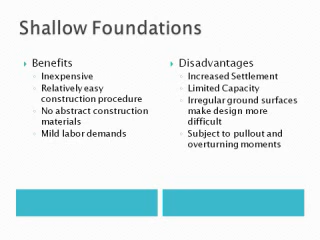 Shallow Foundations
Benefits
Inexpensive
Relatively easy
construction procedure
No abstract construction
materials
Mild labor demands
Disadvantages
Increased Settlement
Limited Capacity
Irregular ground surfaces
make design more
difficult
Subject to pullout and
overturning moments